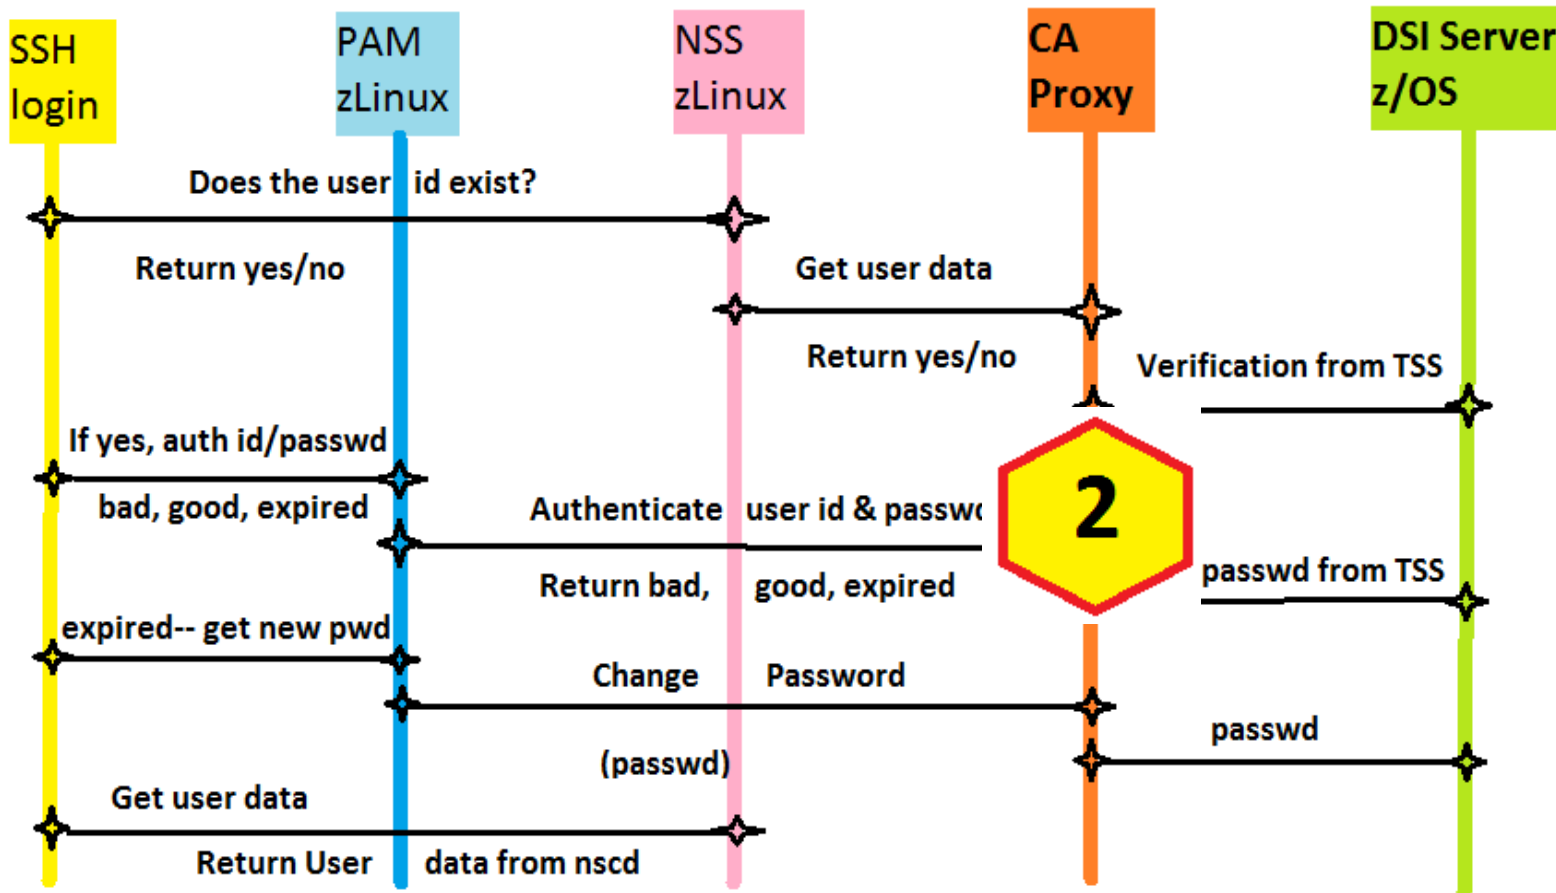 SSH
login
PAM
zLinux
NSS
zLinux
CA
Proxy
DSI Server
z/OS
Does the user id exist?
Return yes/no
Get user data
Return yes/no
Verification from TSS
If yes, auth id/passwd
bad, good, expired
Authenticate user id & passwd
2
passwd from TSS
Return bad, good, expired
expired-- get new pwd
Change Password
passwd
(passwd)
Get user data
Return User data from nscd